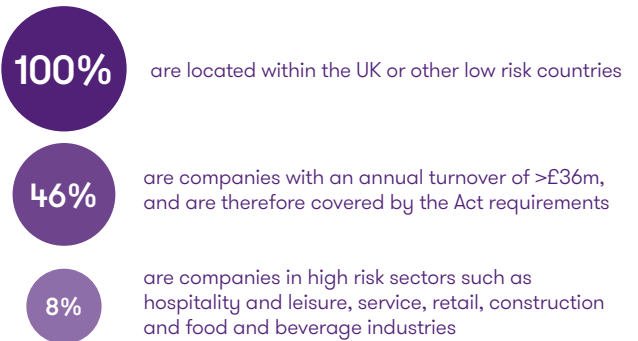 100%
are located within the UK or other low risk countries
46%
are companies with an annual turnover of >£36m,
and are therefore covered by the Act requirements
8%
are companies in high risk sectors such as
hospitality and leisure, service, retail, construction
and food and beverage industries